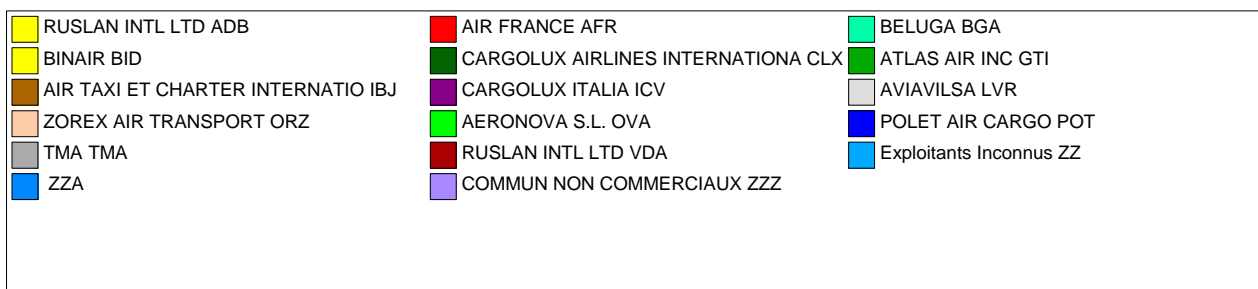 RUSLAN INTL LTD ADB
AIR FRANCE AFR
BELUGA BGA
BINAIR BID
CARGOLUX AIRLINES INTERNATIONA CLX
ATLAS AIR INC GTI
AIR TAXI ET CHARTER INTERNATIO IBJ
CARGOLUX ITALIA ICV
AVIAVILSA LVR
ZOREX AIR TRANSPORT ORZ
AERONOVA S.L. OVA
POLET AIR CARGO POT
TMA TMA
RUSLAN INTL LTD VDA
Exploitants Inconnus ZZ
ZZA
COMMUN NON COMMERCIAUX ZZZ